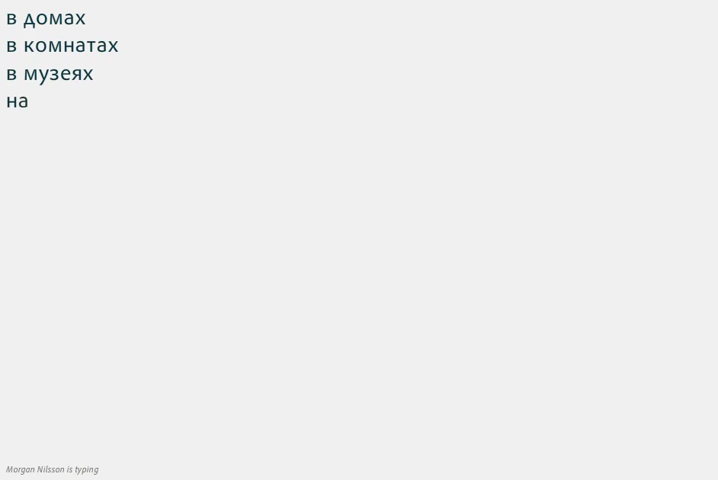 в домах
в комнатах
в музеях
на
Morgan Nilsson is typing